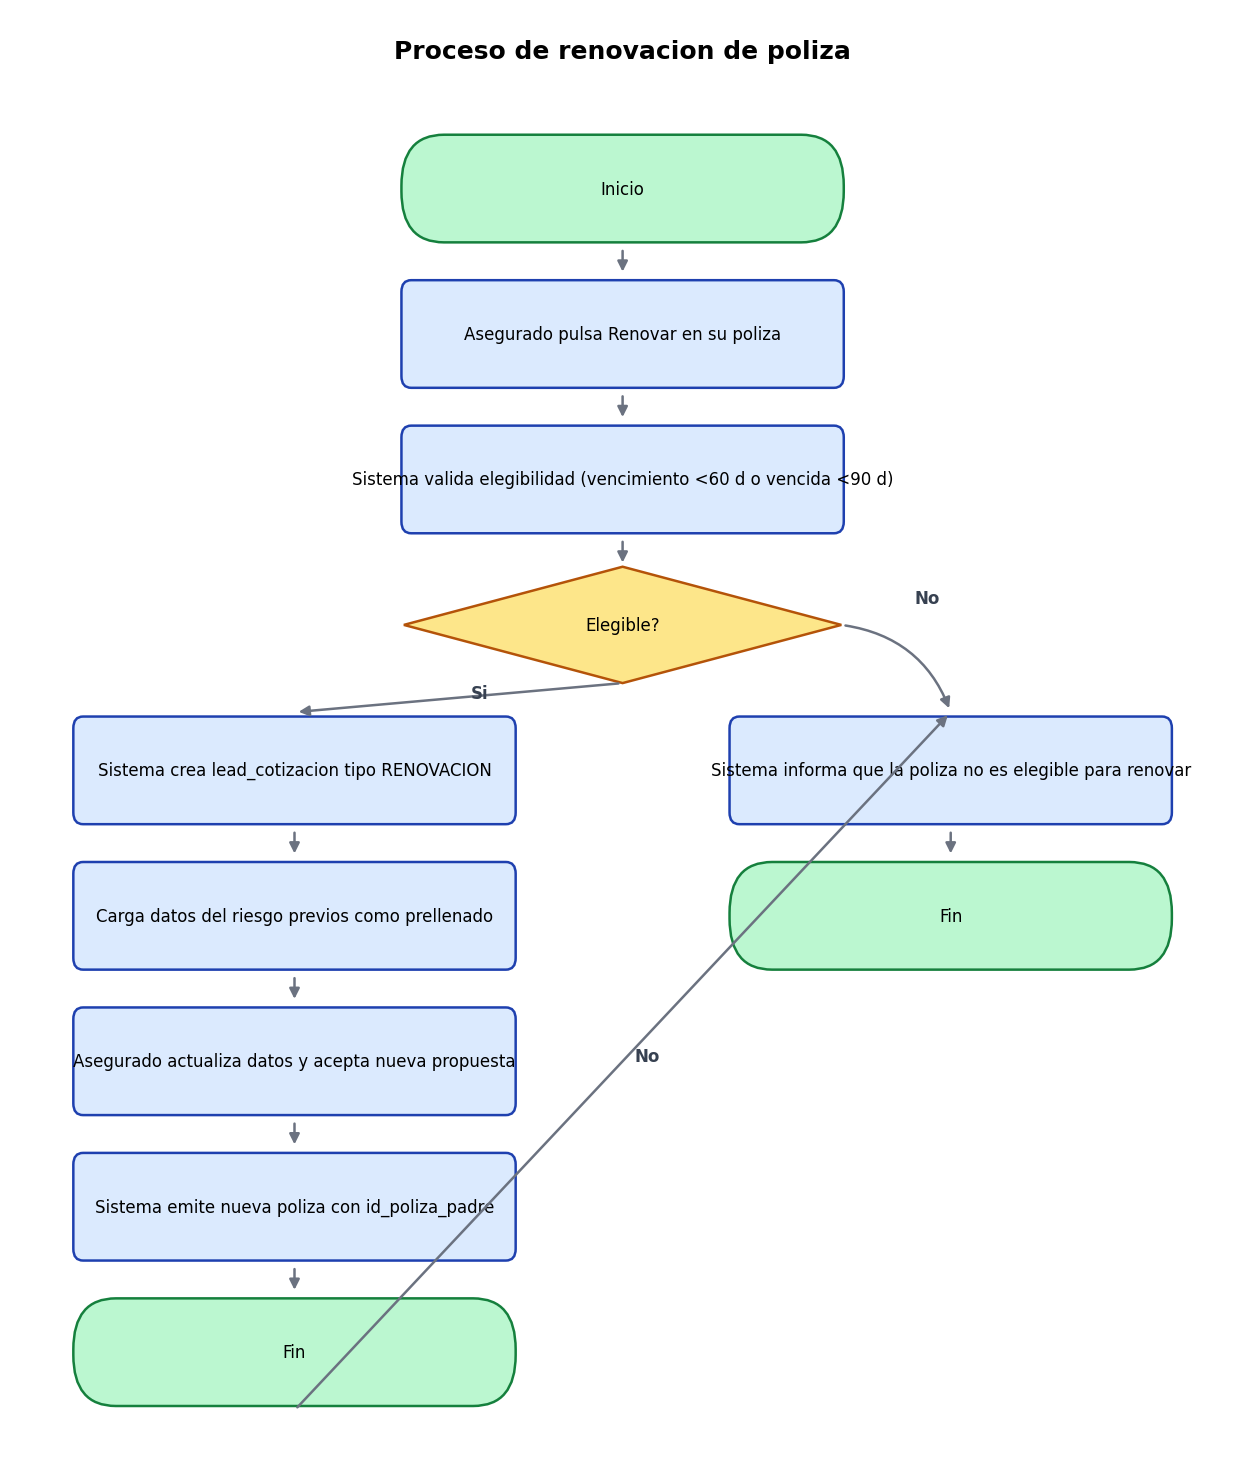 Proceso de renovacion de poliza
Inicio
Asegurado pulsa Renovar en su poliza
Sistema valida elegibilidad (vencimiento <60 d o vencida <90 d)
Elegible?
No
Si
Sistema crea lead_cotizacion tipo RENOVACION
Sistema informa que la poliza no es elegible para renovar
Carga datos del riesgo previos como prellenado
Fin
Asegurado actualiza datos y acepta nueva propuesta
No
Sistema emite nueva poliza con id_poliza_padre
Fin